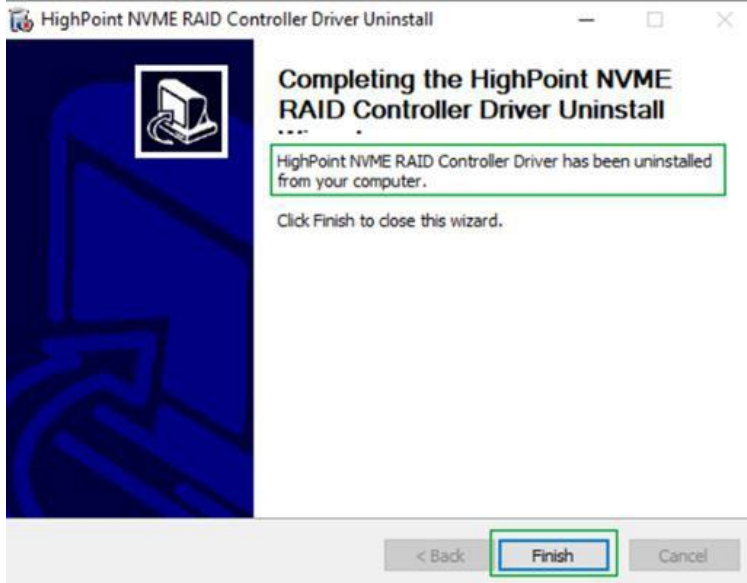 HighPoint NVME RAID Controller Driver Uninstall
Completing the HighPoint NVME
RAID Controller Driver Uninstall
HighPoint NVME RAID Controller Driver has been uninstalled
from your computer.
Click Finish to close this wizard.
< Back
Finish
Cancel